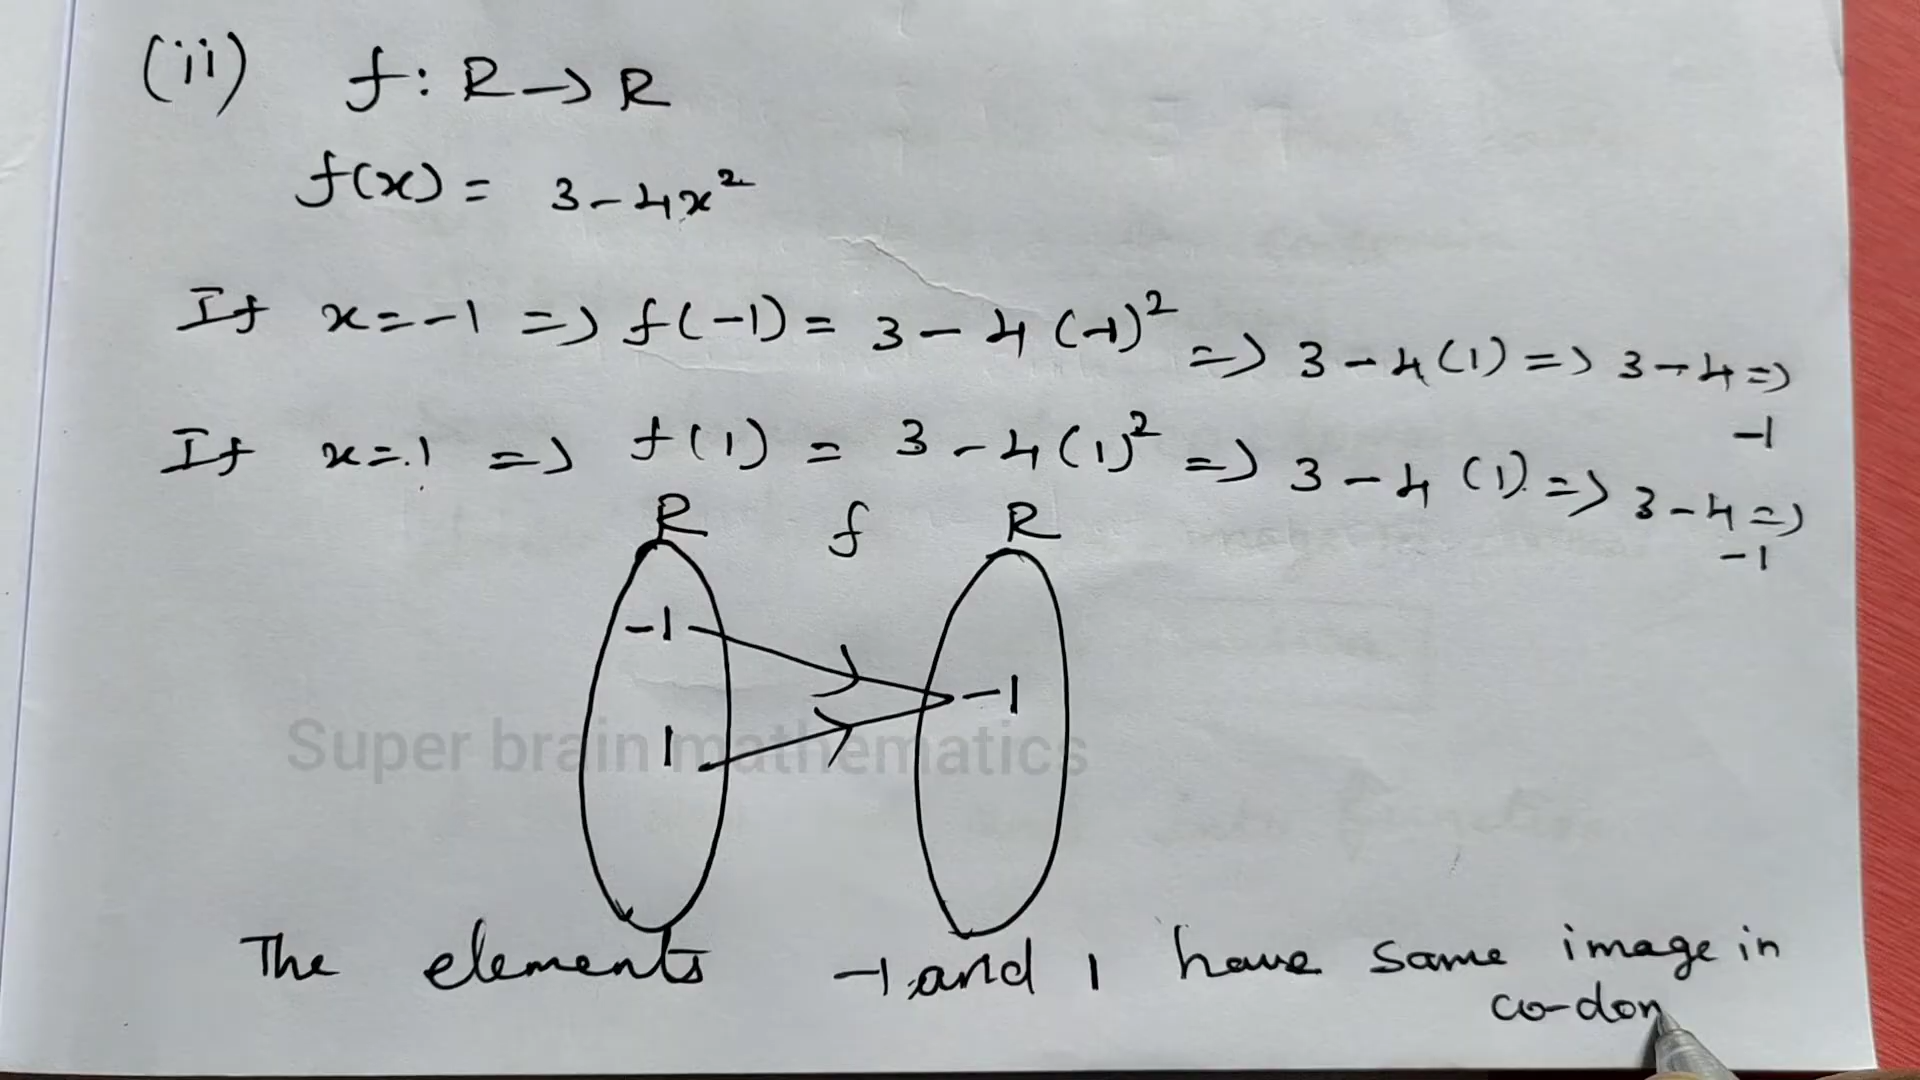 (ii) f: R → R
f(x) = 3-4x²
If x=-1 => f(-1) = 3-4(-1)² => 3-4(1) => 3-4 =>
-1
If x=1 => f(1) = 3-4(1)² => 3-4(1) => 3-4 =>
-1
R f R
-1
-1
1
Super brain mathematics
The elements -1 and 1 have same image in
co-dom